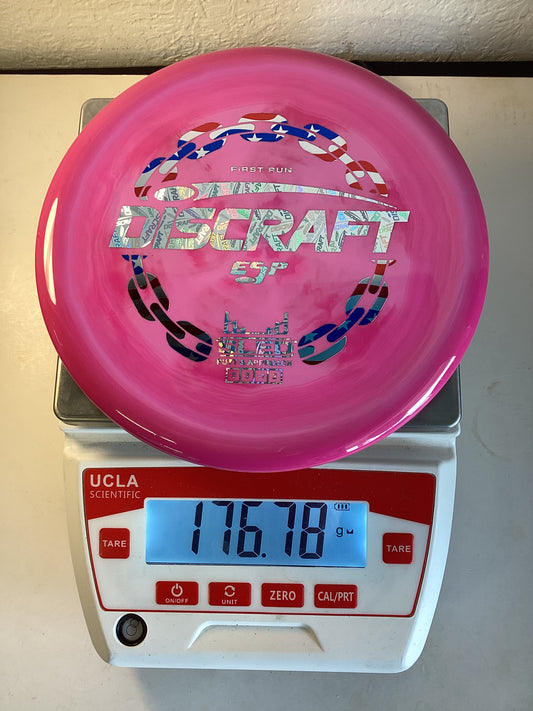 FIRST RUN
DISCRAFT
ESP
UCLA
SCIENTIFIC
176.78
g
TARE
TARE
ON/OFF
UNIT
ZERO
CAL/PRT